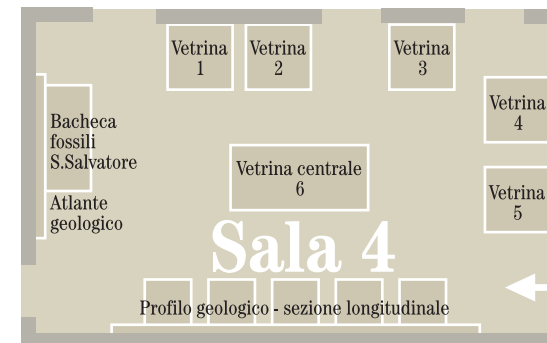 Vetrina
1
Vetrina
2
Vetrina
3
Vetrina
4
Bacheca
fossili
S.Salvatore
Vetrina centrale
6
Vetrina
5
Atlante
geologico
Sala 4
Profilo geologico - sezione longitudinale